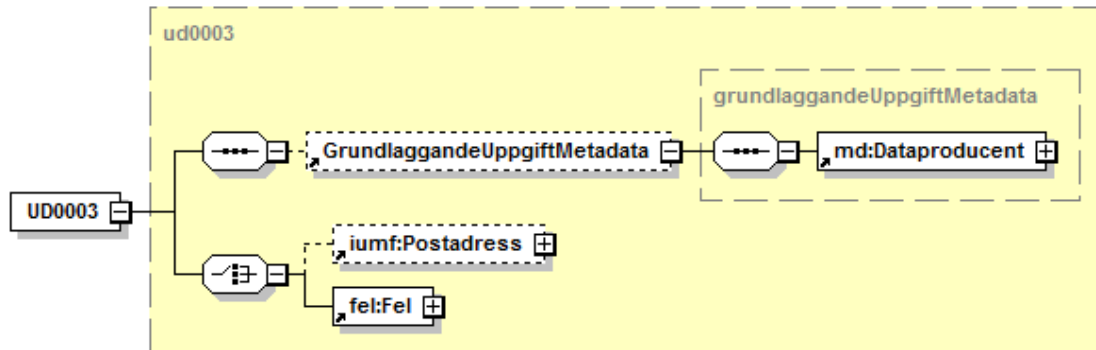 ud0003
grundlaggandeUppgiftMetadata
GrundlaggandeUppgiftMetadata
md:Dataproducent
UD0003
iumf:Postadress
fel:Fel